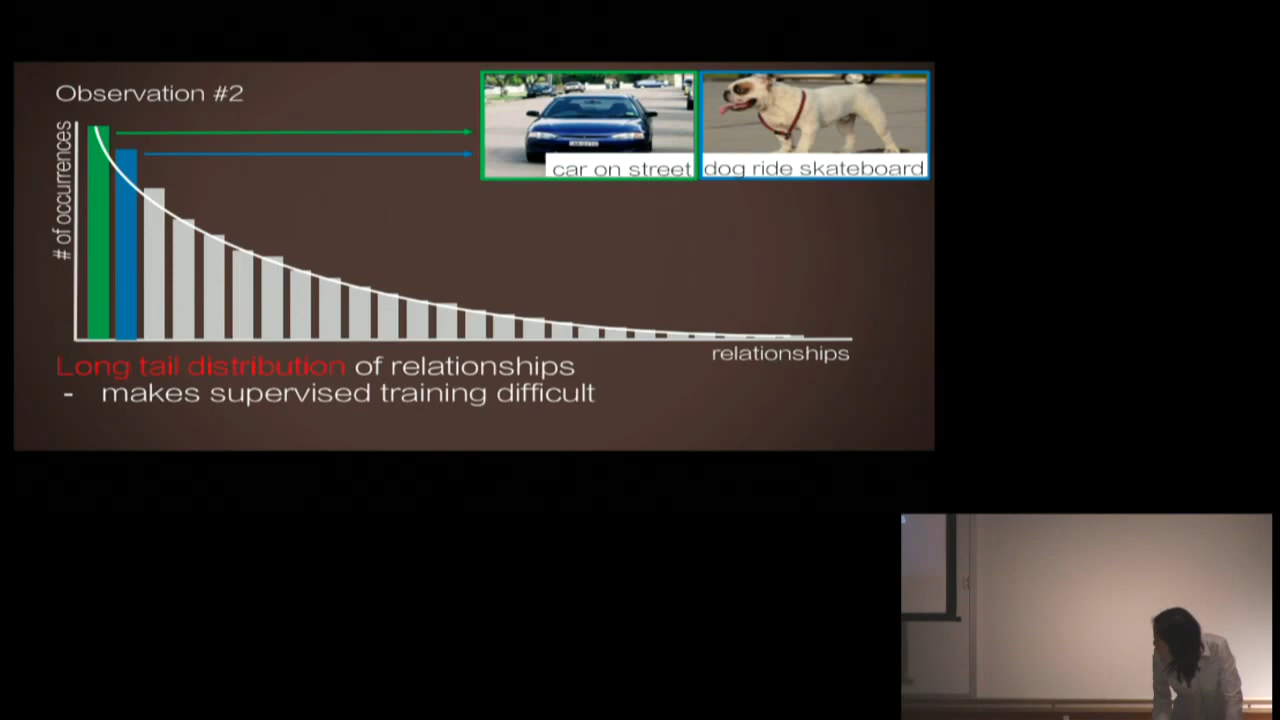 Observation #2
# of occurrences
car on street
dog ride skateboard
relationships
Long tail distribution of relationships
- makes supervised training difficult